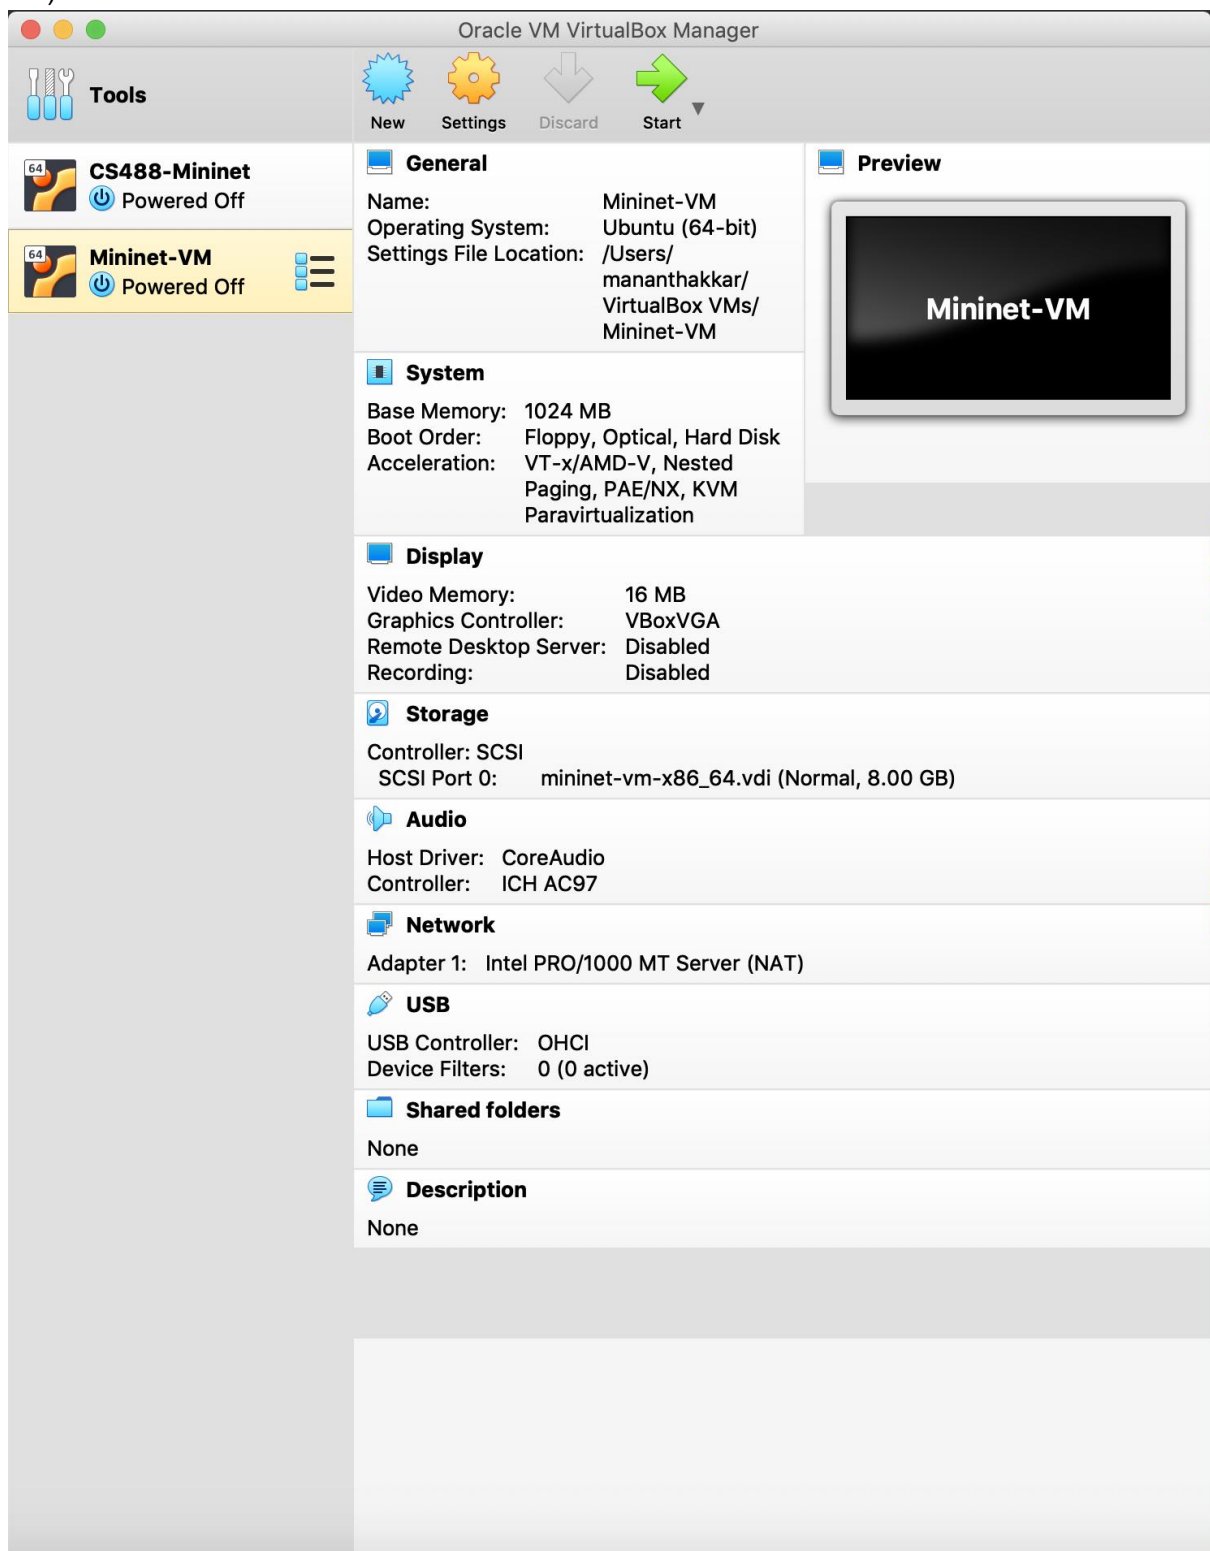 Oracle VM VirtualBox Manager
Tools
New Settings Discard Start
64
CS488-Mininet
Powered Off
64
Mininet-VM
Powered Off
General
Name: Mininet-VM
Operating System: Ubuntu (64-bit)
Settings File Location: /Users/
mananthakkar/
VirtualBox VMs/
Mininet-VM
Preview
Mininet-VM
System
Base Memory: 1024 MB
Boot Order: Floppy, Optical, Hard Disk
Acceleration: VT-x/AMD-V, Nested
Paging, PAE/NX, KVM
Paravirtualization
Display
Video Memory: 16 MB
Graphics Controller: VBoxVGA
Remote Desktop Server: Disabled
Recording: Disabled
Storage
Controller: SCSI
SCSI Port 0: mininet-vm-x86_64.vdi (Normal, 8.00 GB)
Audio
Host Driver: CoreAudio
Controller: ICH AC97
Network
Adapter 1: Intel PRO/1000 MT Server (NAT)
USB
USB Controller: OHCI
Device Filters: 0 (0 active)
Shared folders
None
Description
None